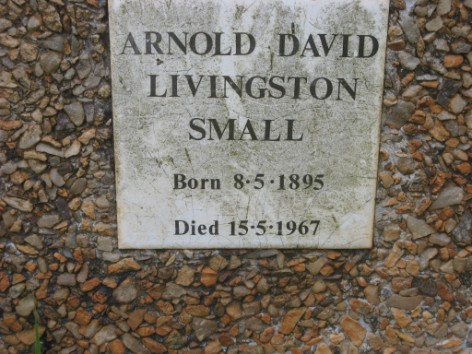 ARNOLD DAVID
LIVINGSTON
SMALL
Born 8·5·1895
Died 15·5·1967